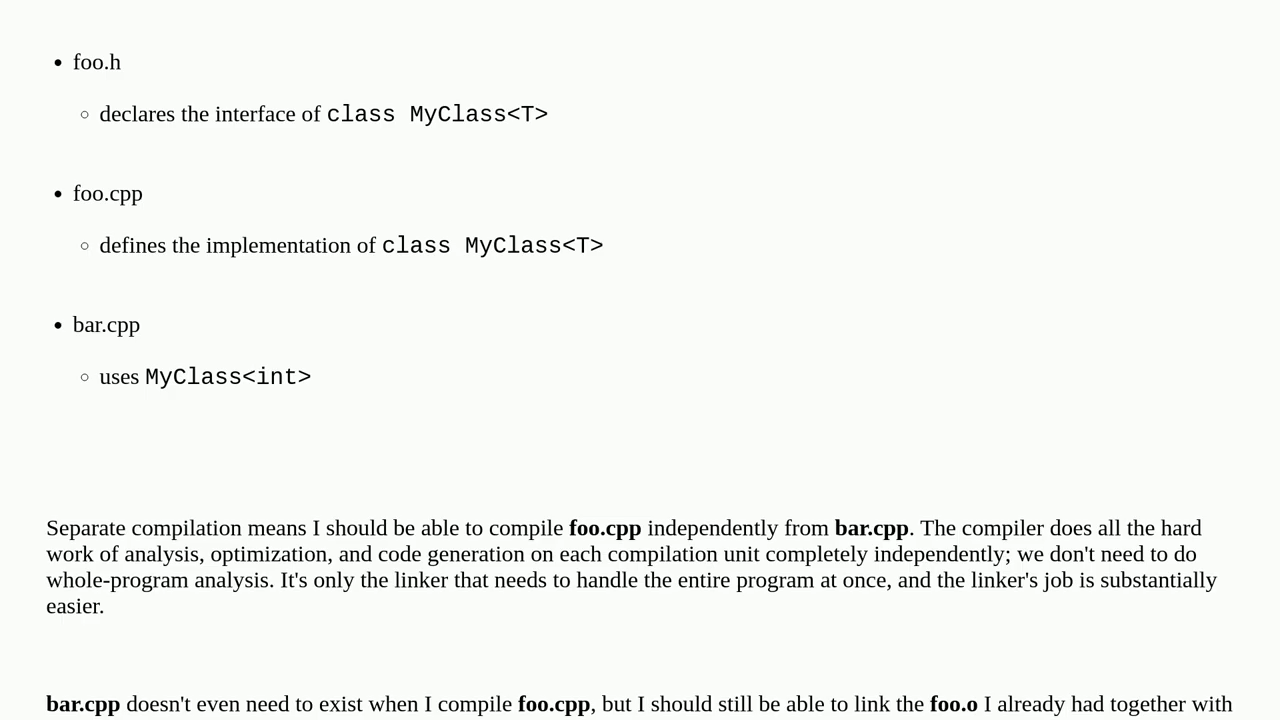 • foo.h
◦ declares the interface of class MyClass<T>
• foo.cpp
◦ defines the implementation of class MyClass<T>
• bar.cpp
◦ uses MyClass<int>
Separate compilation means I should be able to compile foo.cpp independently from bar.cpp. The compiler does all the hard
work of analysis, optimization, and code generation on each compilation unit completely independently; we don't need to do
whole-program analysis. It's only the linker that needs to handle the entire program at once, and the linker's job is substantially
easier.
bar.cpp doesn't even need to exist when I compile foo.cpp, but I should still be able to link the foo.o I already had together with